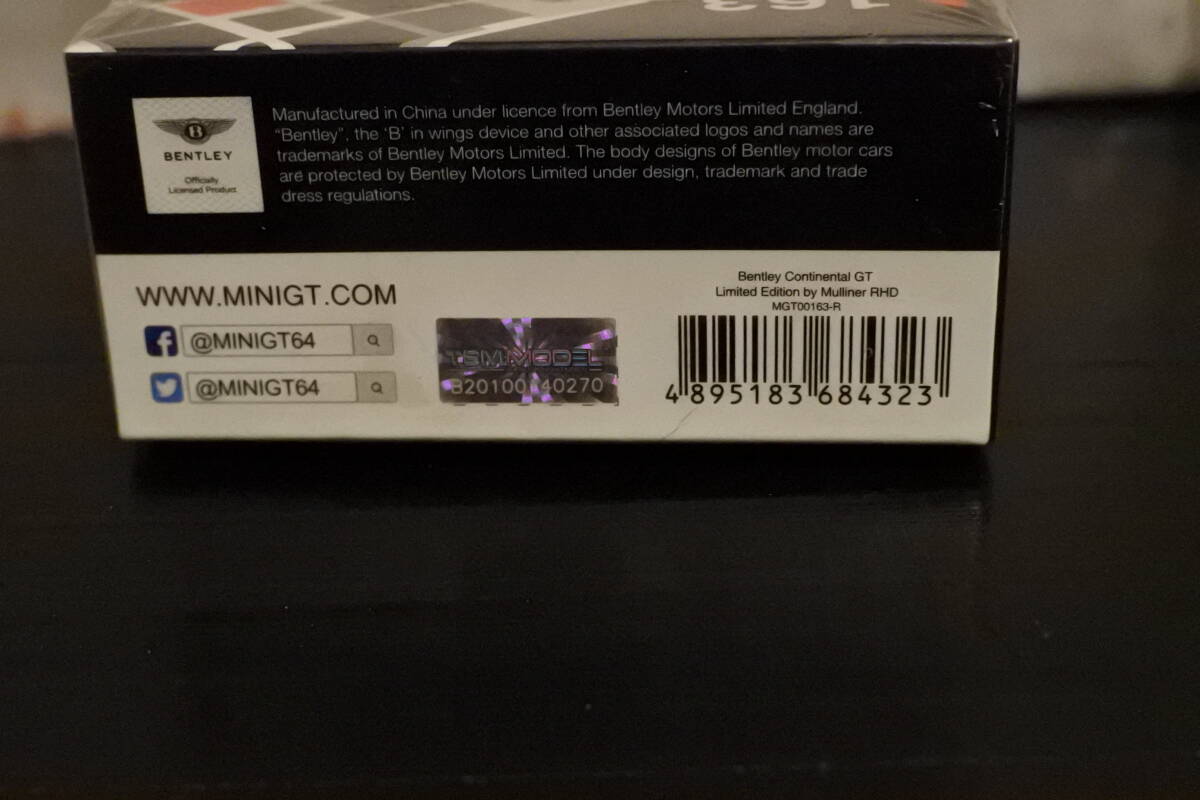 163
B
BENTLEY
Officially
Licensed Product
Manufactured in China under licence from Bentley Motors Limited England.
"Bentley", the 'B' in wings device and other associated logos and names are
trademarks of Bentley Motors Limited. The body designs of Bentley motor cars
are protected by Bentley Motors Limited under design, trademark and trade
dress regulations.
WWW.MINIGT.COM
f @MINIGT64
@MINIGT64
TSM MODEL
Bentley Continental GT
Limited Edition by Mulliner RHD
MGT00163-R
4 895183 684323